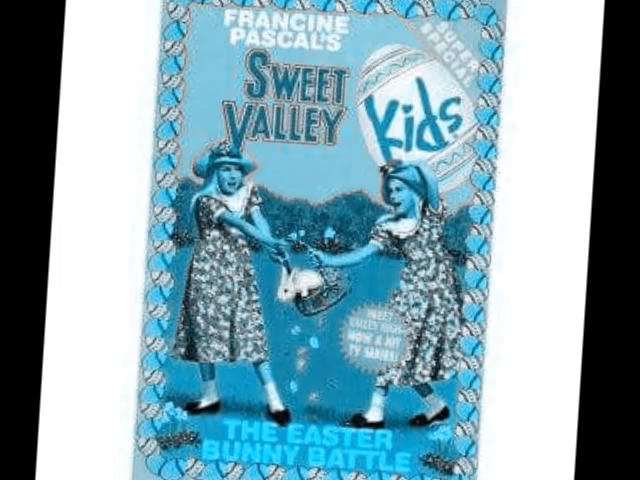 FRANCINE
PASCAL'S
SUPER
SPECIAL
SWEET
VALLEY
Kids
SWEET
VALLEY HIGH
NOW A HIT
TV SERIES!
THE EASTER
BUNNY BATTLE